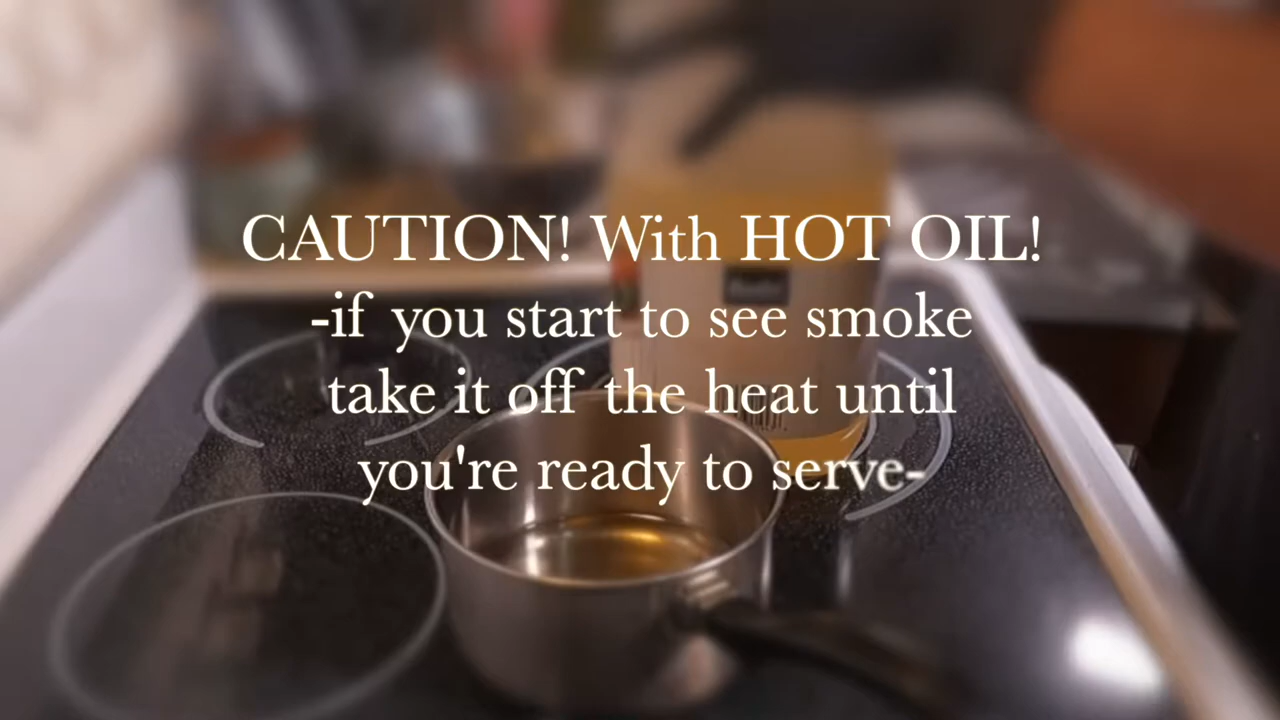 CAUTION! With HOT OIL!
-if you start to see smoke
take it off the heat until
you're ready to serve-